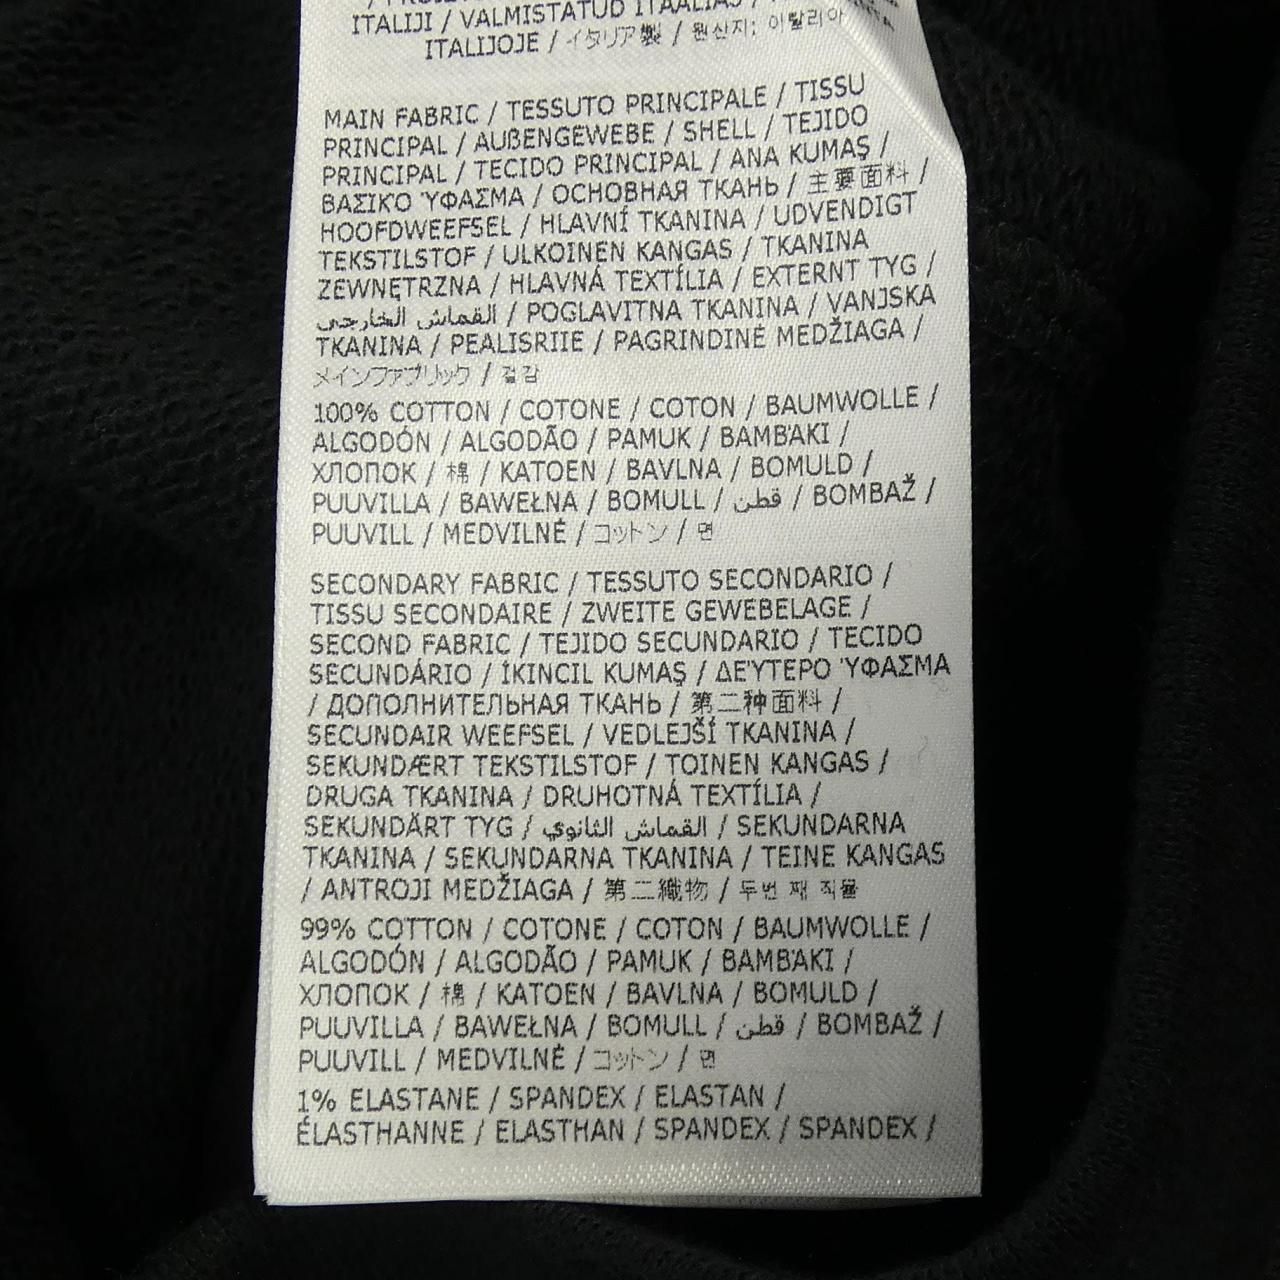 ITALIJI / VALMISTATUD ITAALIAS /
ITALIJOJE / イタリア製 / 원산지: 이탈리아
MAIN FABRIC / TESSUTO PRINCIPALE / TISSU
PRINCIPAL / AUßENGEWEBE / SHELL / TEJIDO
PRINCIPAL / TECIDO PRINCIPAL / ANA KUMAŞ /
ΒΑΣΙΚΌ ΎΦΑΣΜΑ / ОСНОВНАЯ ТКАНЬ / 主要面料 /
HOOFDWEEFSEL / HLAVNÍ TKANINA / UDVENDIGT
TEKSTILSTOF / ULKOINEN KANGAS / TKANINA
ZEWNĘTRZNA / HLAVNÁ TEXTÍLIA / EXTERNT TYG /
القماش الخارجي / POGLAVITNA TKANINA / VANJSKA
TKANINA / PEALISRIIE / PAGRINDINĖ MEDŽIAGA /
メインファブリック / 겉감
100% COTTON / COTONE / COTON / BAUMWOLLE /
ALGODÓN / ALGODÃO / PAMUK / ΒΑΜΒΆΚΙ /
ХЛОПОК / 棉 / KATOEN / BAVLNA / BOMULD /
PUUVILLA / BAWEŁNA / BOMULL / قطن / BOMBAŽ /
PUUVILL / MEDVILNĖ / コットン / 면
SECONDARY FABRIC / TESSUTO SECONDARIO /
TISSU SECONDAIRE / ZWEITE GEWEBELAGE /
SECOND FABRIC / TEJIDO SECUNDARIO / TECIDO
SECUNDÁRIO / İKINCIL KUMAŞ / ΔΕΎΤΕΡΟ ΎΦΑΣΜΑ
/ ДОПОЛНИТЕЛЬНАЯ ТКАНЬ / 第二种面料 /
SECUNDAIR WEEFSEL / VEDLEJŠÍ TKANINA /
SEKUNDÆRT TEKSTILSTOF / TOINEN KANGAS /
DRUGA TKANINA / DRUHOTNÁ TEXTÍLIA /
SEKUNDÄRT TYG / القماش الثانوي / SEKUNDARNA
TKANINA / SEKUNDARNA TKANINA / TEINE KANGAS
/ ANTROJI MEDŽIAGA / 第二織物 / 두번 째 직물
99% COTTON / COTONE / COTON / BAUMWOLLE /
ALGODÓN / ALGODÃO / PAMUK / ΒΑΜΒΆΚΙ /
ХЛОПОК / 棉 / KATOEN / BAVLNA / BOMULD /
PUUVILLA / BAWEŁNA / BOMULL / قطن / BOMBAŽ /
PUUVILL / MEDVILNĖ / コットン / 면
1% ELASTANE / SPANDEX / ELASTAN /
ÉLASTHANNE / ELASTHAN / SPANDEX / SPANDEX /